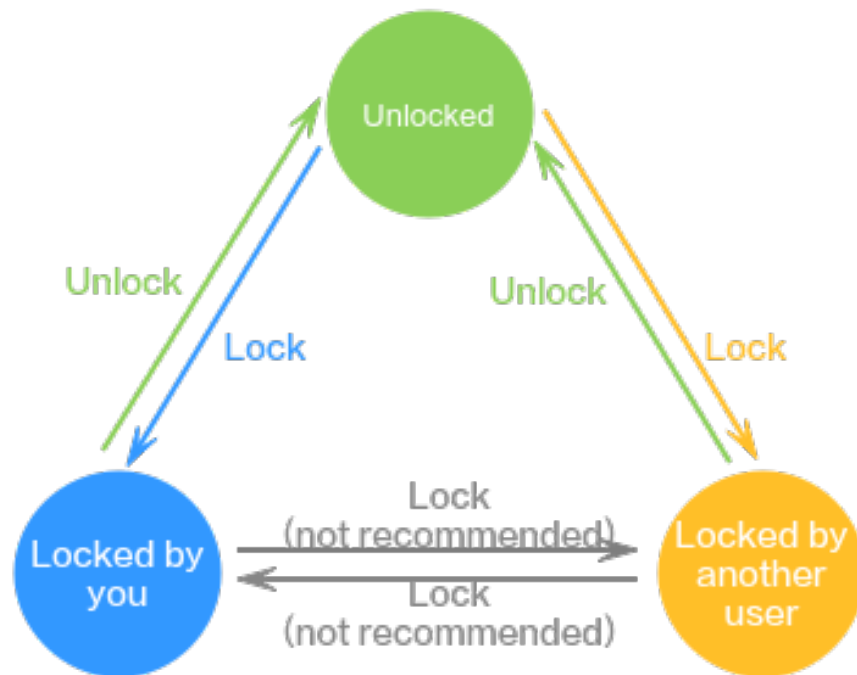 Unlocked
Unlock
Lock
Unlock
Lock
Lock
(not recommended)
Lock
(not recommended)
Locked by
you
Locked by
another
user